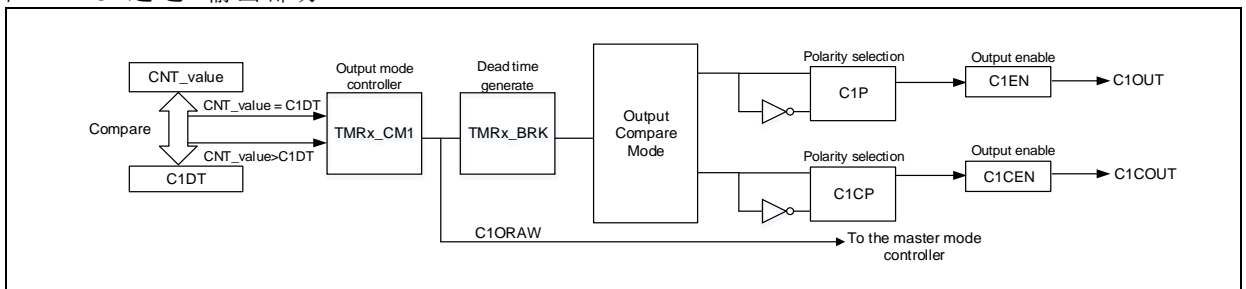 CNT_value
Compare
C1DT
CNT_value = C1DT
CNT_value>C1DT
Output mode
controller
TMRx_CM1
Dead time
generate
TMRx_BRK
C1ORAW
Output
Compare
Mode
Polarity selection
C1P
Output enable
C1EN
C1OUT
Polarity selection
C1CP
Output enable
C1CEN
C1COUT
To the master mode
controller